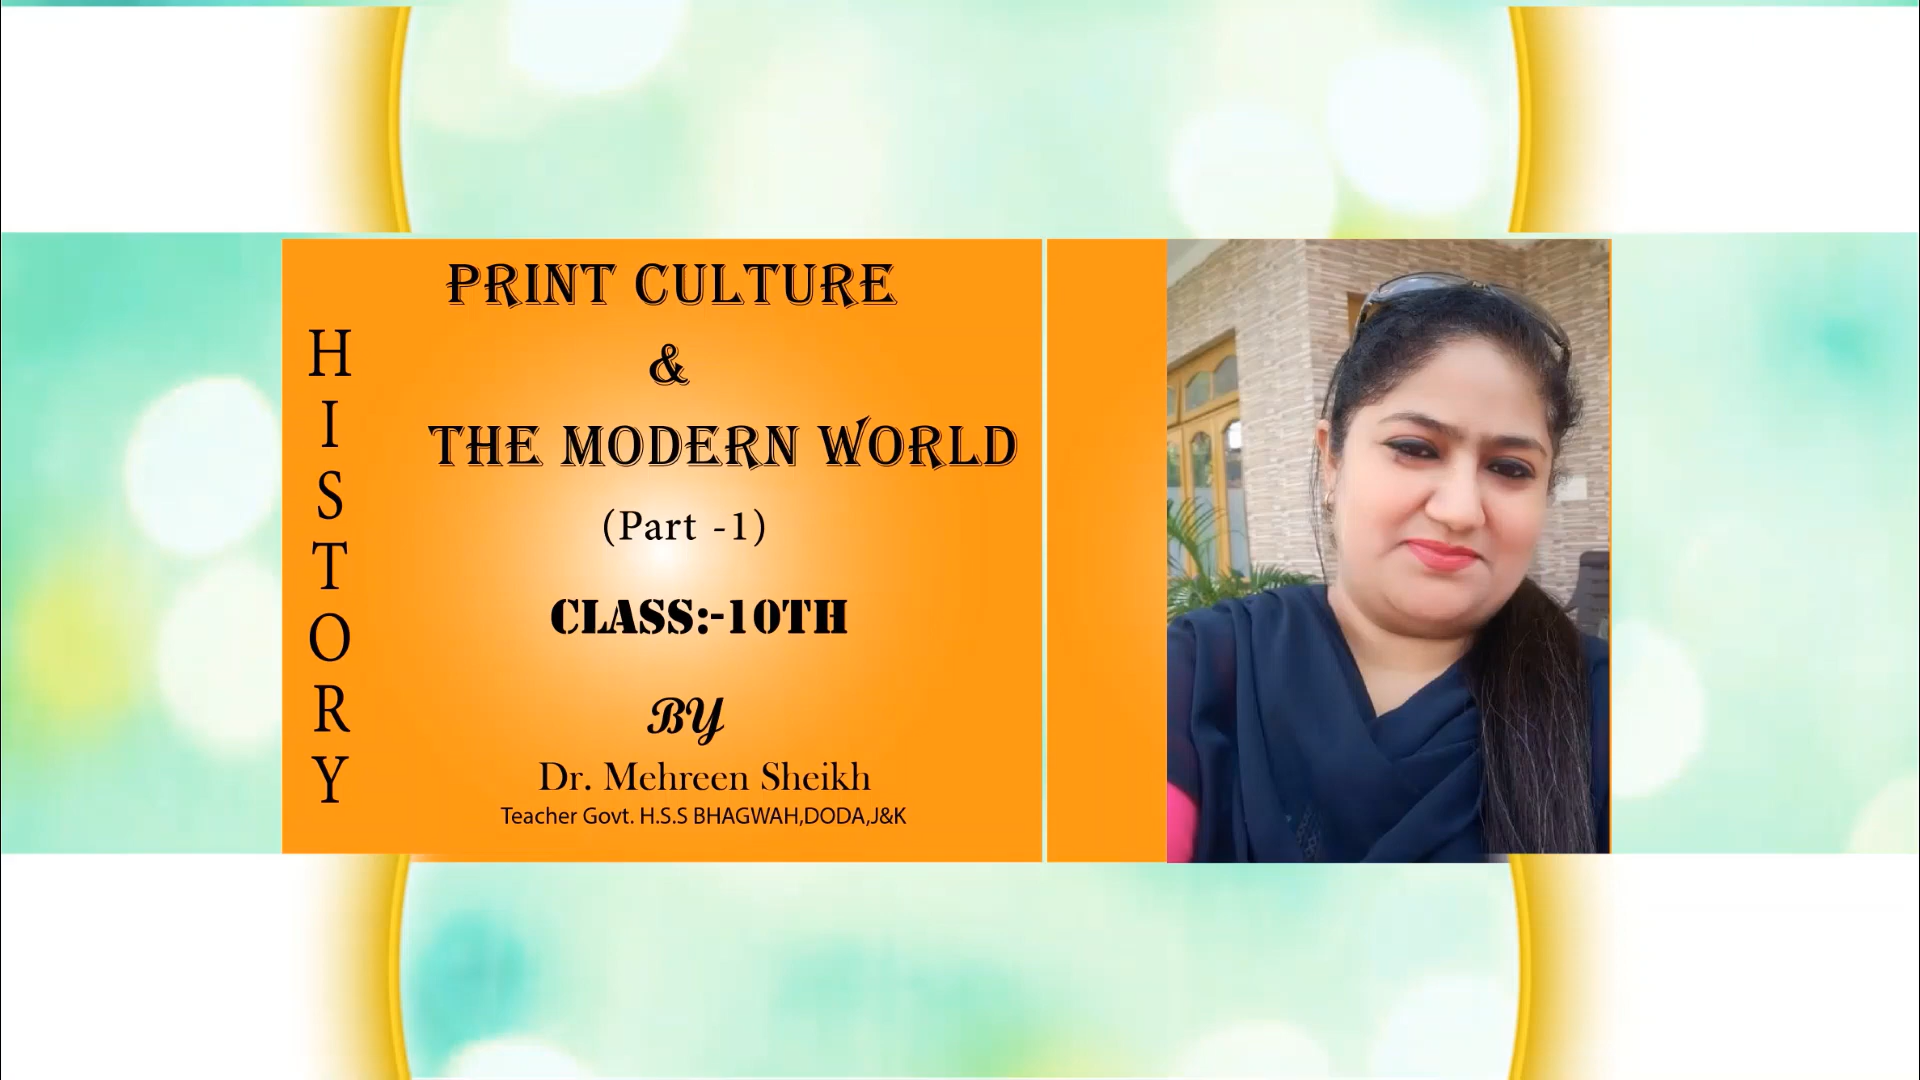 HISTORY
PRINT CULTURE
&
THE MODERN WORLD
(Part -1)
CLASS:-10TH
BY
Dr. Mehreen Sheikh
Teacher Govt. H.S.S BHAGWAH,DODA,J&K